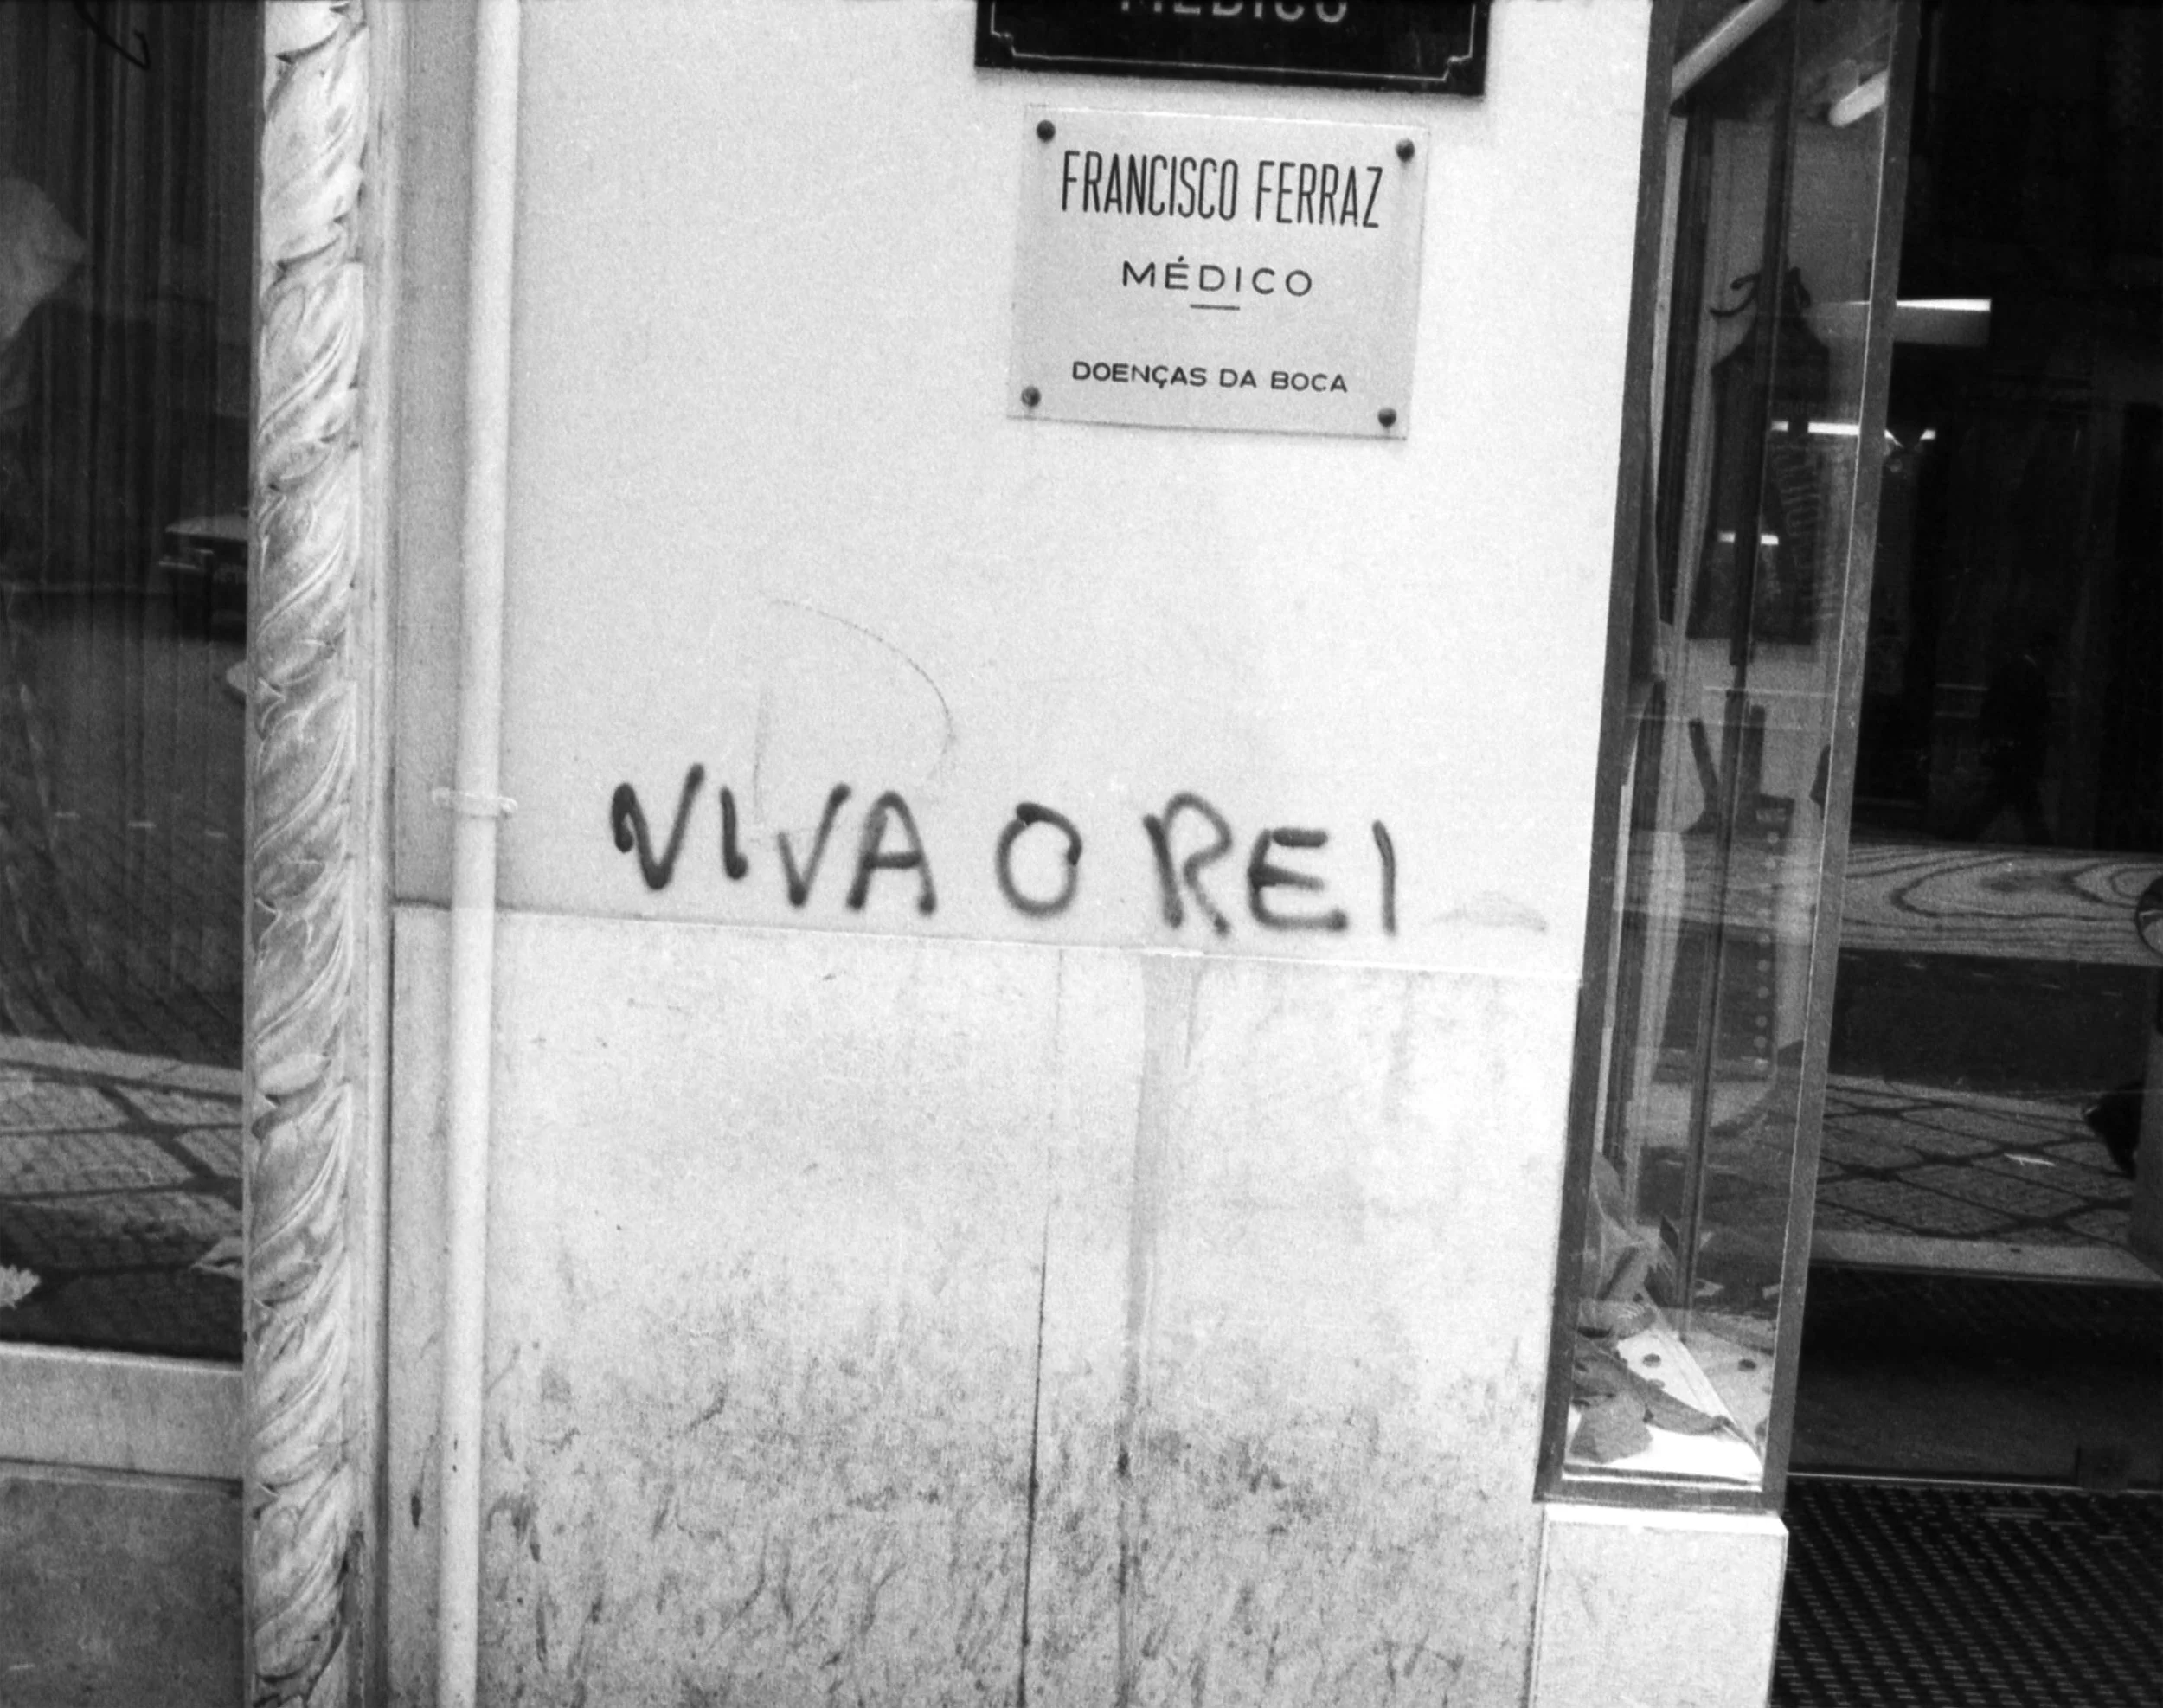 MÉDICO
FRANCISCO FERRAZ
MÉDICO
DOENÇAS DA BOCA
VIVA O REI